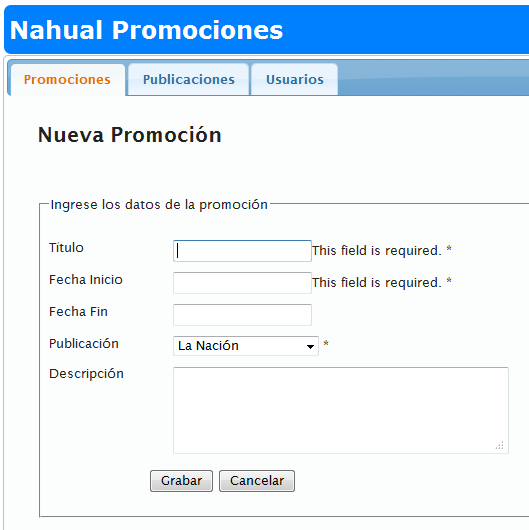 Nahual Promociones
Promociones Publicaciones Usuarios
Nueva Promoción
Ingrese los datos de la promoción
Título This field is required. *
Fecha Inicio This field is required. *
Fecha Fin
Publicación La Nación *
Descripción
Grabar Cancelar